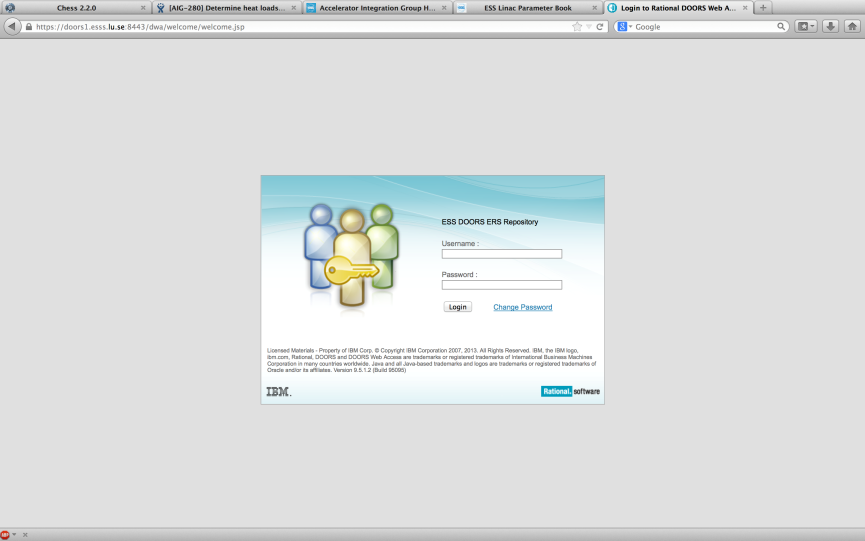 Chess 2.2.0
[AIG-280] Determine heat loads...
Accelerator Integration Group H...
ESS Linac Parameter Book
Login to Rational DOORS Web A...
https://doors1.esss.lu.se:8443/dwa/welcome/welcome.jsp
Google
ESS DOORS ERS Repository
Username :
Password :
Login
Change Password
Licensed Materials - Property of IBM Corp. © Copyright IBM Corporation 2007, 2013. All Rights Reserved. IBM, the IBM logo,
ibm.com, Rational, DOORS and DOORS Web Access are trademarks or registered trademarks of International Business Machines
Corporation in many countries worldwide. Java and all Java-based trademarks and logos are trademarks or registered trademarks of
Oracle and/or its affiliates. Version 9.5.1.2 (Build 95095)
IBM.
Rational. software
ABP